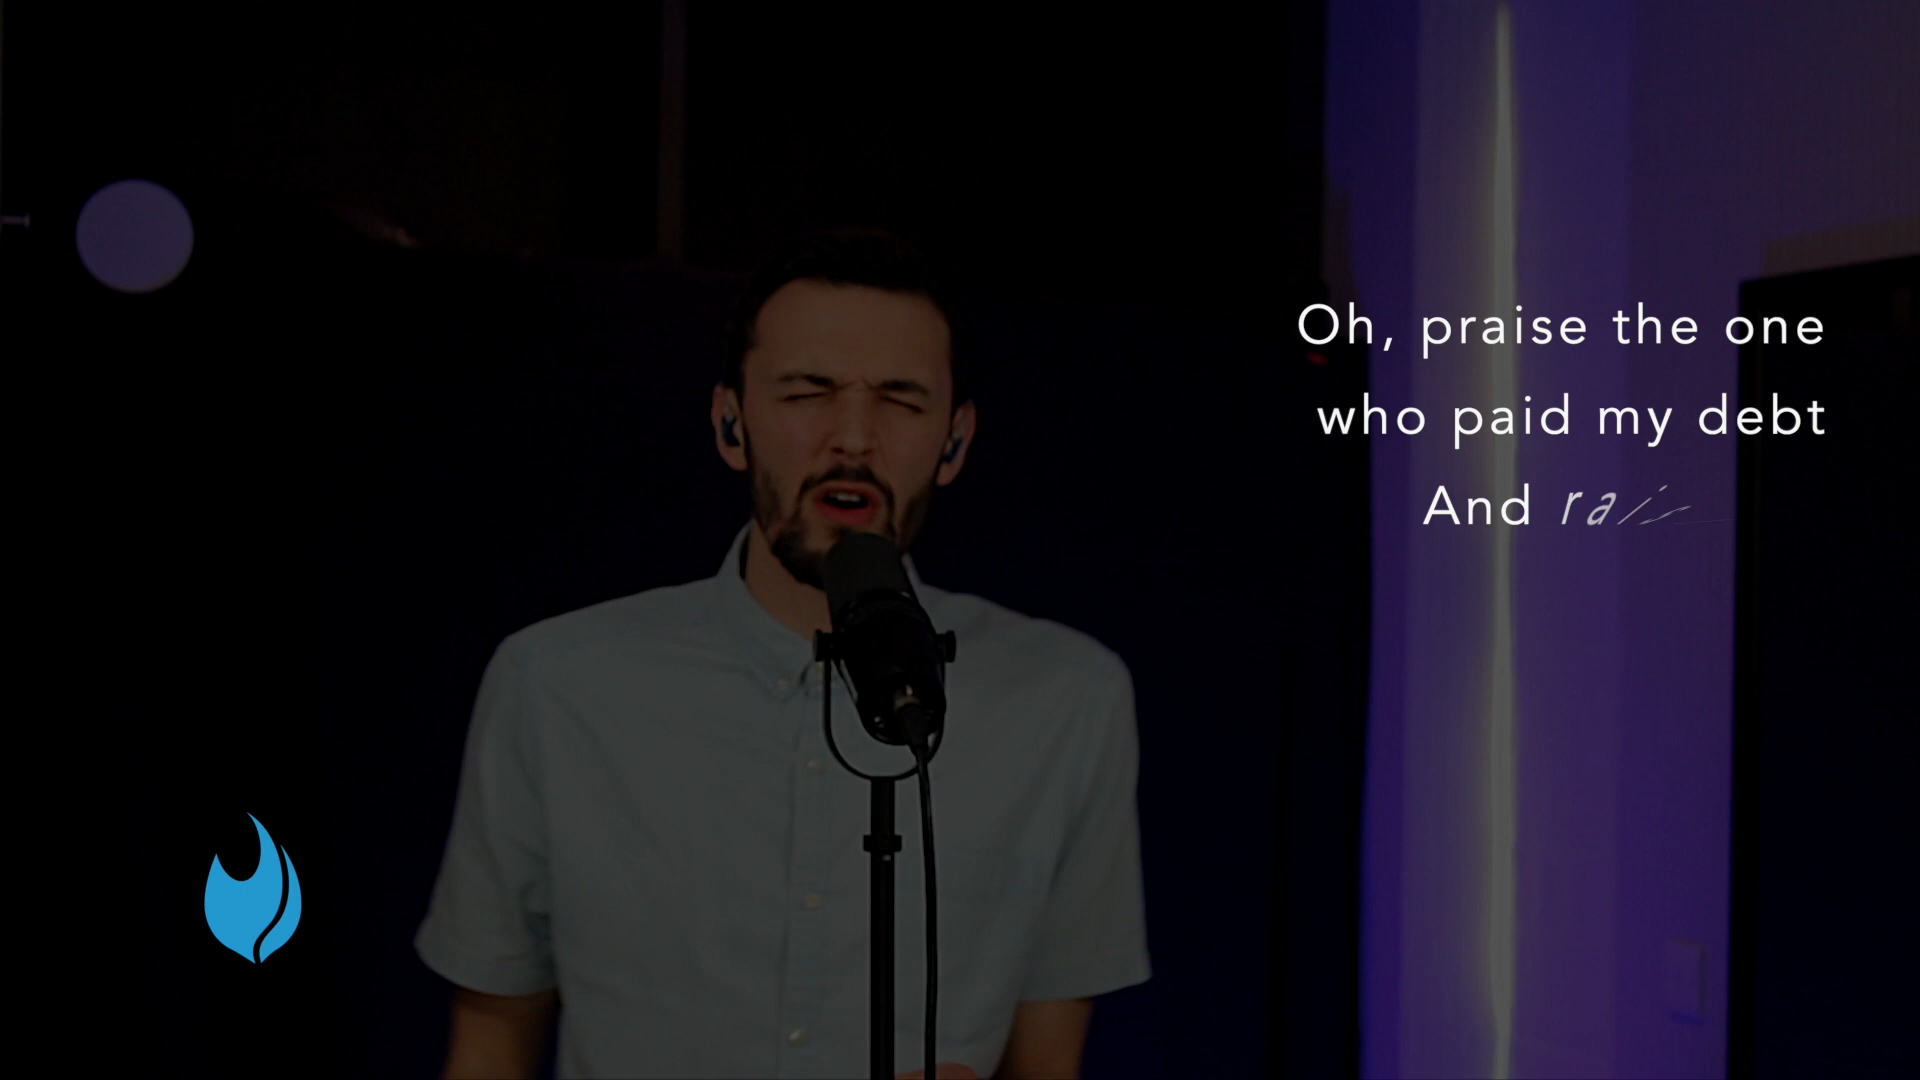 Oh, praise the one
who paid my debt
And